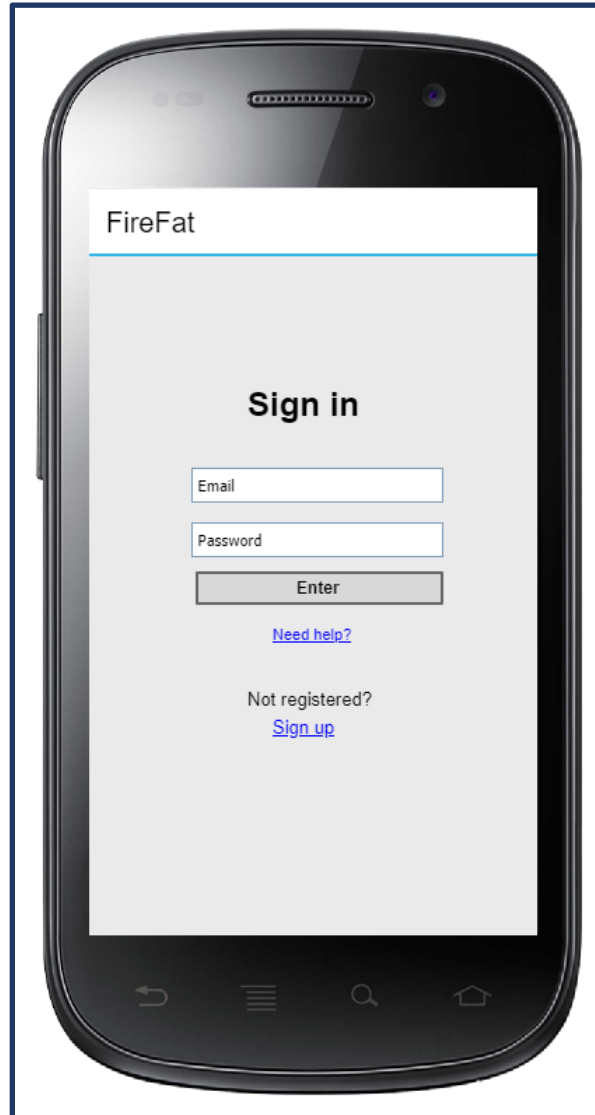 FireFat
Sign in
Email
Password
Enter
Need help?
Not registered?
Sign up